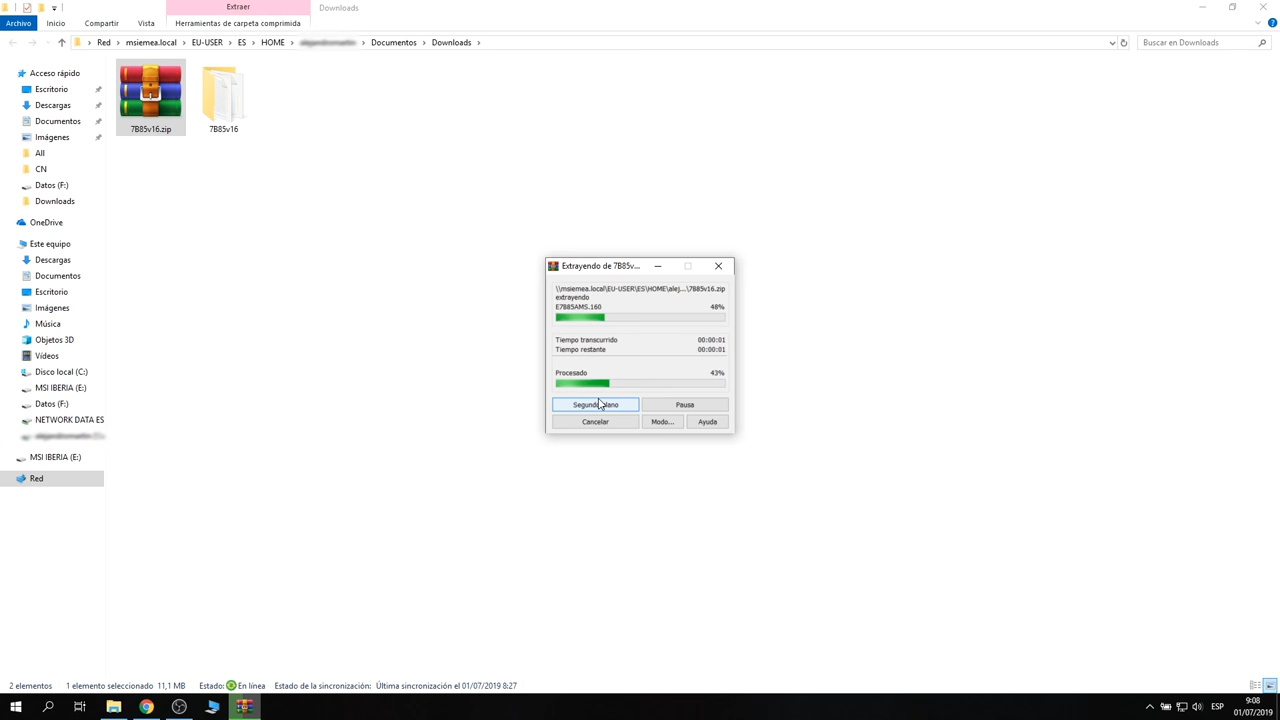 Extraer
Downloads
Archivo
Inicio
Compartir
Vista
Herramientas de carpeta comprimida
Red
msiemea.local
EU-USER
ES
HOME
Documentos
Downloads
Buscar en Downloads
Acceso rápido
Escritorio
Descargas
Documentos
Imágenes
All
CN
Datos (F:)
Downloads
OneDrive
Este equipo
Descargas
Documentos
Escritorio
Imágenes
Música
Objetos 3D
Vídeos
Disco local (C:)
MSI IBERIA (E:)
Datos (F:)
NETWORK DATA ES
MSI IBERIA (E:)
Red
7B85v16.zip
7B85v16
Extrayendo de 7B85v...
\\msiemea.local\EU-USER\ES\HOME\alej...\7B85v16.zip
extrayendo
E7B85AMS.160 48%
Tiempo transcurrido 00:00:01
Tiempo restante 00:00:01
Procesado 43%
Segundo plano
Pausa
Cancelar
Modo...
Ayuda
2 elementos
1 elemento seleccionado 11,1 MB
Estado: En línea
Estado de la sincronización: Última sincronización el 01/07/2019 8:27
ESP
9:08
01/07/2019